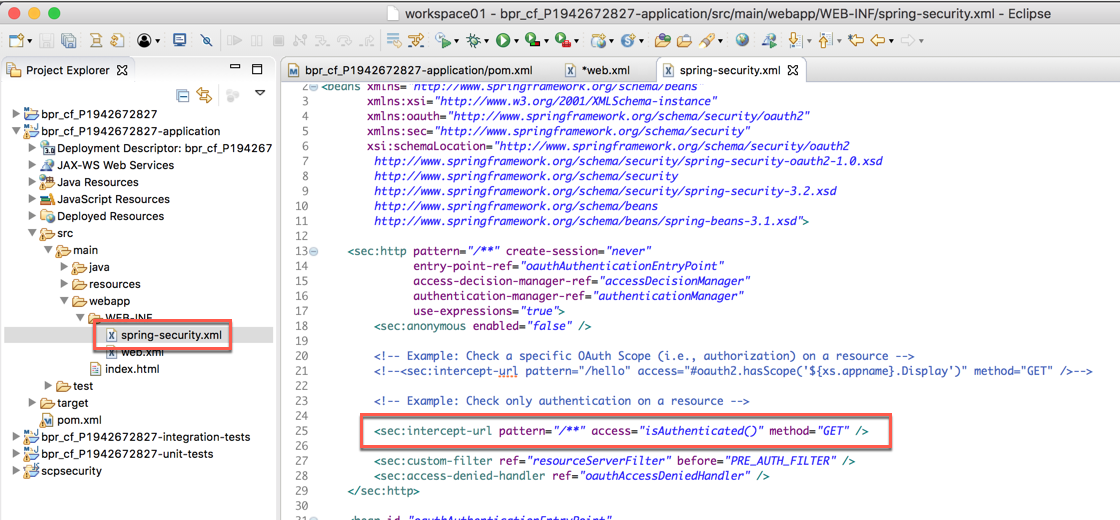 workspace01 - bpr_cf_P1942672827-application/src/main/webapp/WEB-INF/spring-security.xml - Eclipse
Project Explorer
bpr_cf_P1942672827
bpr_cf_P1942672827-application
Deployment Descriptor: bpr_cf_P194267
JAX-WS Web Services
Java Resources
JavaScript Resources
Deployed Resources
src
main
java
resources
webapp
WEB-INF
spring-security.xml
web.xml
index.html
test
target
pom.xml
bpr_cf_P1942672827-integration-tests
bpr_cf_P1942672827-unit-tests
scpsecurity
bpr_cf_P1942672827-application/pom.xml
*web.xml
spring-security.xml
2 <beans xmlns="http://www.springframework.org/schema/beans"
3 xmlns:xsi="http://www.w3.org/2001/XMLSchema-instance"
4 xmlns:oauth="http://www.springframework.org/schema/security/oauth2"
5 xmlns:sec="http://www.springframework.org/schema/security"
6 xsi:schemaLocation="http://www.springframework.org/schema/security/oauth2
7 http://www.springframework.org/schema/security/spring-security-oauth2-1.0.xsd
8 http://www.springframework.org/schema/security
9 http://www.springframework.org/schema/security/spring-security-3.2.xsd
10 http://www.springframework.org/schema/beans
11 http://www.springframework.org/schema/beans/spring-beans-3.1.xsd">
12
13 <sec:http pattern="/**" create-session="never"
14 entry-point-ref="oauthAuthenticationEntryPoint"
15 access-decision-manager-ref="accessDecisionManager"
16 authentication-manager-ref="authenticationManager"
17 use-expressions="true">
18 <sec:anonymous enabled="false" />
19
20 <!-- Example: Check a specific OAuth Scope (i.e., authorization) on a resource -->
21 <!--<sec:intercept-url pattern="/hello" access="#oauth2.hasScope('${xs.appname}.Display')" method="GET" />-->
22
23 <!-- Example: Check only authentication on a resource -->
24
25 <sec:intercept-url pattern="/**" access="isAuthenticated()" method="GET" />
26
27 <sec:custom-filter ref="resourceServerFilter" before="PRE_AUTH_FILTER" />
28 <sec:access-denied-handler ref="oauthAccessDeniedHandler" />
29 </sec:http>
30
31 <bean id="oauthAuthenticationEntryPoint"